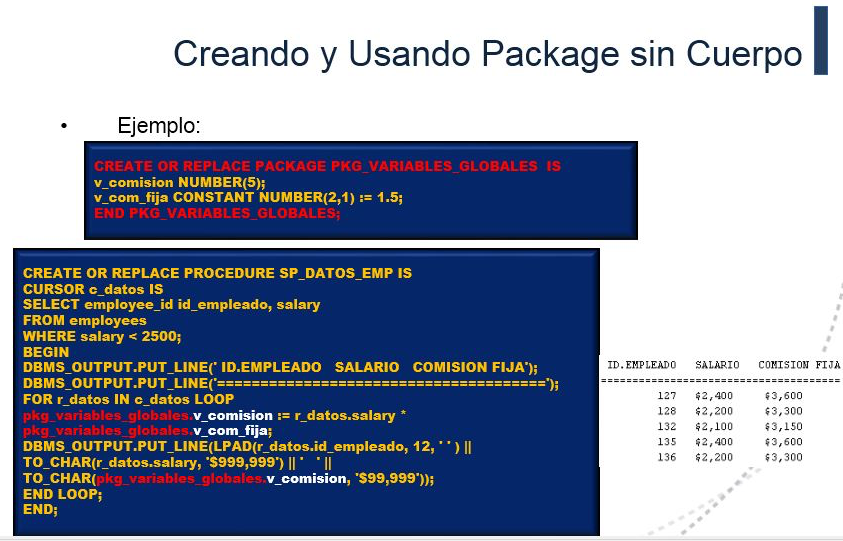 Creando y Usando Package sin Cuerpo
• Ejemplo:
CREATE OR REPLACE PACKAGE PKG_VARIABLES_GLOBALES IS
v_comision NUMBER(5);
v_com_fija CONSTANT NUMBER(2,1) := 1.5;
END PKG_VARIABLES_GLOBALES;
CREATE OR REPLACE PROCEDURE SP_DATOS_EMP IS
CURSOR c_datos IS
SELECT employee_id id_empleado, salary
FROM employees
WHERE salary < 2500;
BEGIN
DBMS_OUTPUT.PUT_LINE(' ID.EMPLEADO   SALARIO   COMISION FIJA');
DBMS_OUTPUT.PUT_LINE('======================================');
FOR r_datos IN c_datos LOOP
pkg_variables_globales.v_comision := r_datos.salary *
pkg_variables_globales.v_com_fija;
DBMS_OUTPUT.PUT_LINE(LPAD(r_datos.id_empleado, 12, ' ' ) ||
TO_CHAR(r_datos.salary, '$999,999') || '   ' ||
TO_CHAR(pkg_variables_globales.v_comision, '$99,999'));
END LOOP;
END;
ID.EMPLEADO   SALARIO   COMISION FIJA
======================================
127   $2,400   $3,600
128   $2,200   $3,300
132   $2,100   $3,150
135   $2,400   $3,600
136   $2,200   $3,300